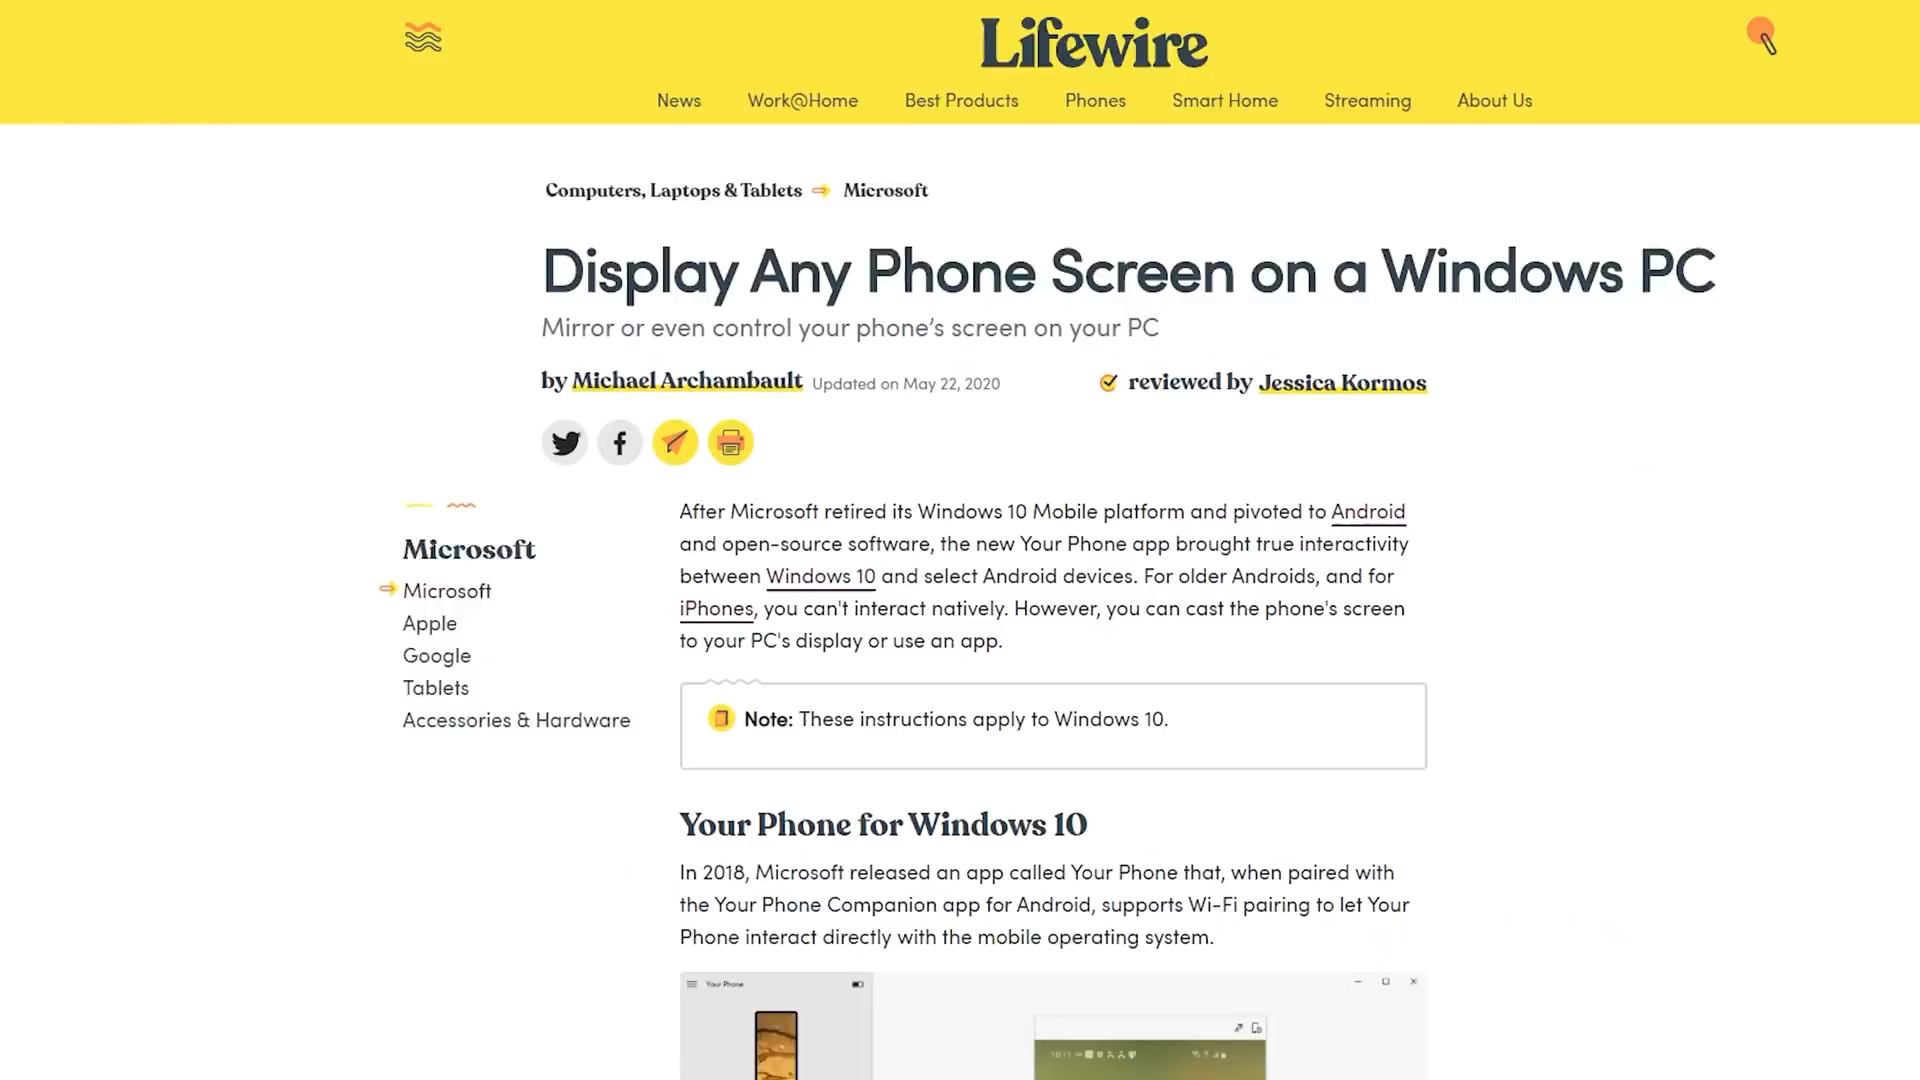 Lifewire
News Work@Home Best Products Phones Smart Home Streaming About Us
Computers, Laptops & Tablets Microsoft
Display Any Phone Screen on a Windows PC
Mirror or even control your phone’s screen on your PC
by Michael Archambault Updated on May 22, 2020 reviewed by Jessica Kormos
Microsoft
Microsoft
Apple
Google
Tablets
Accessories & Hardware
After Microsoft retired its Windows 10 Mobile platform and pivoted to Android
and open-source software, the new Your Phone app brought true interactivity
between Windows 10 and select Android devices. For older Androids, and for
iPhones, you can't interact natively. However, you can cast the phone's screen
to your PC's display or use an app.
Note: These instructions apply to Windows 10.
Your Phone for Windows 10
In 2018, Microsoft released an app called Your Phone that, when paired with
the Your Phone Companion app for Android, supports Wi-Fi pairing to let Your
Phone interact directly with the mobile operating system.
Your Phone
10:11